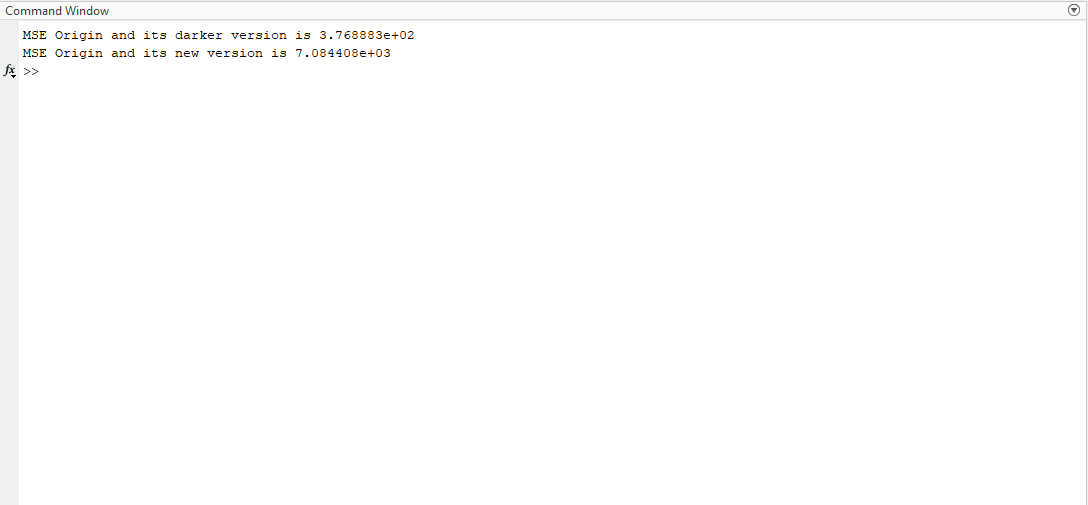 Command Window
MSE Origin and its darker version is 3.768883e+02
MSE Origin and its new version is 7.084408e+03
fx >>